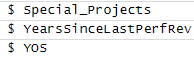 $ Special_Projects
$ YearsSinceLastPerfRev
$ YOS